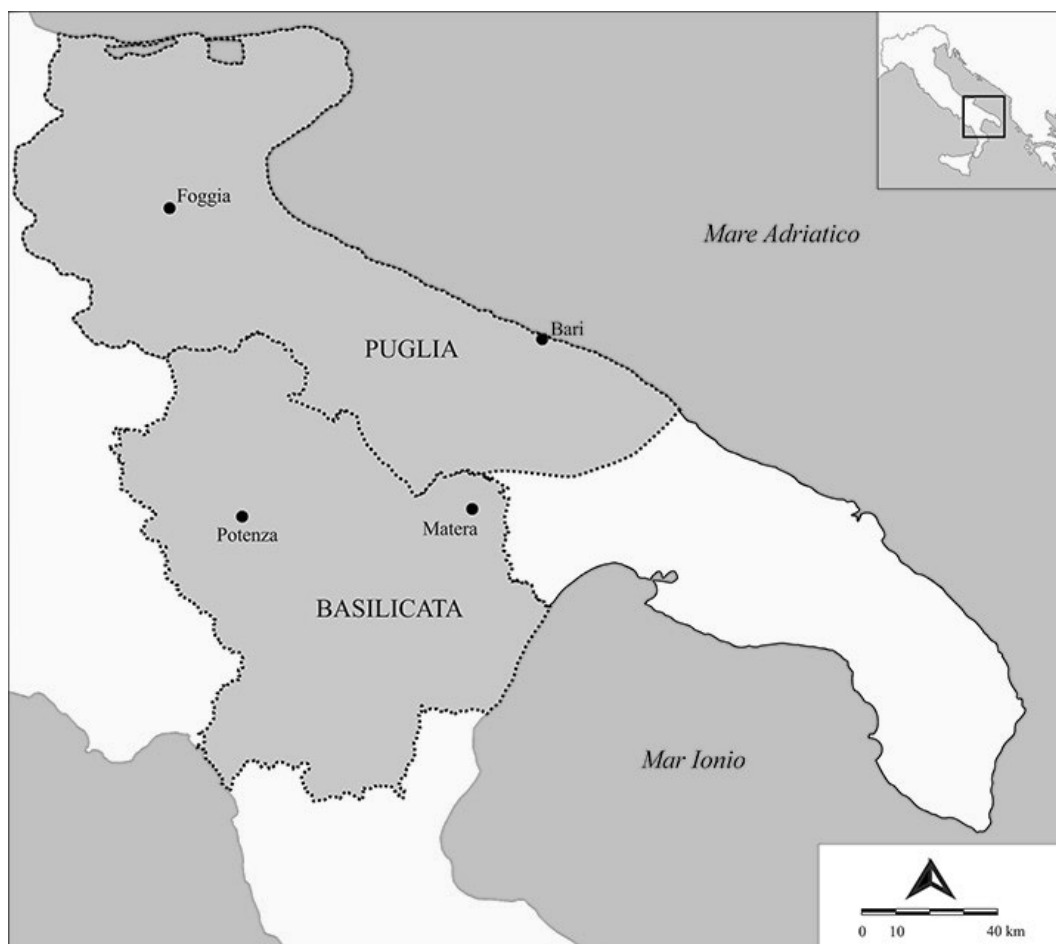 Foggia
Mare Adriatico
Bari
PUGLIA
Potenza
Matera
BASILICATA
Mar Ionio
0 10 40 km